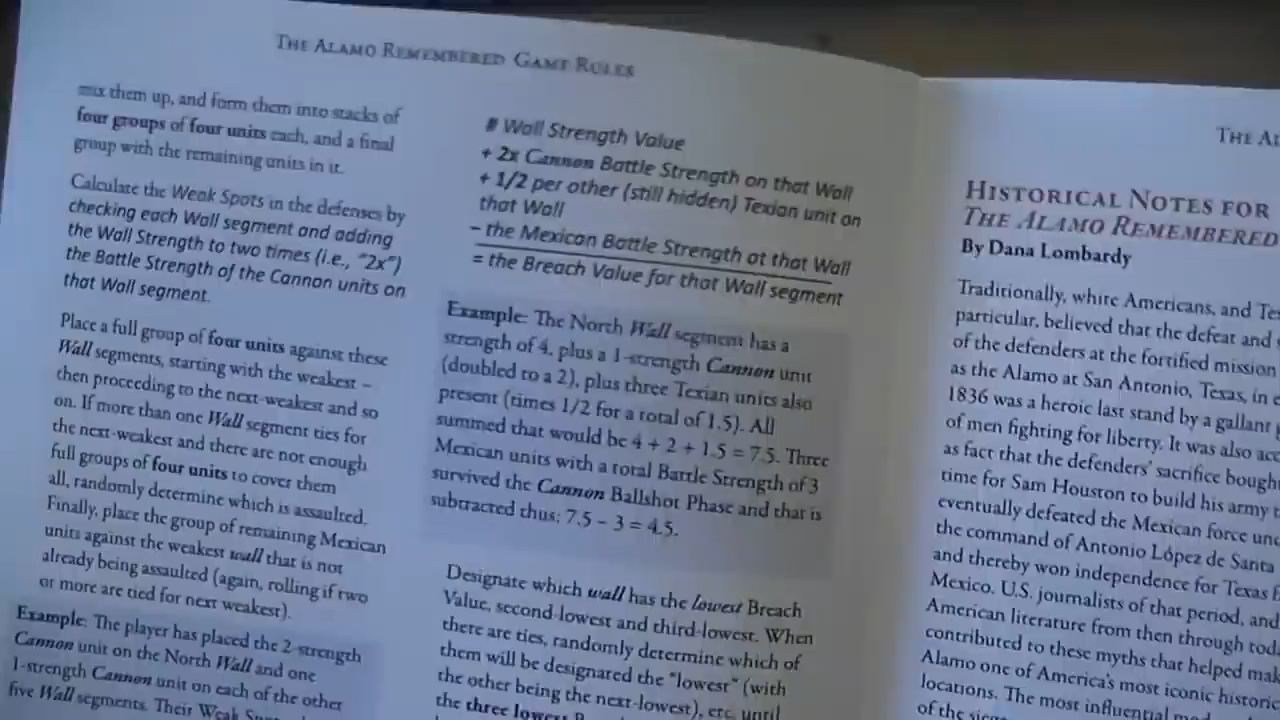 THE ALAMO REMEMBERED GAME RULES
mix them up, and form them into stacks of
four groups of four units each, and a final
group with the remaining units in it.
Calculate the Weak Spots in the defenses by
checking each Wall segment and adding
the Wall Strength to two times (i.e., "2x")
the Battle Strength of the Cannon units on
that Wall segment.
Place a full group of four units against these
Wall segments, starting with the weakest –
then proceeding to the next-weakest and so
on. If more than one Wall segment ties for
the next-weakest and there are not enough
full groups of four units to cover them
all, randomly determine which is assaulted.
Finally, place the group of remaining Mexican
units against the weakest wall that is not
already being assaulted (again, rolling if two
or more are tied for next weakest).
Example: The player has placed the 2-strength
Cannon unit on the North Wall and one
1-strength Cannon unit on each of the other
five Wall segments. Their Weak
# Wall Strength Value
+ 2x Cannon Battle Strength on that Wall
+ 1/2 per other (still hidden) Texian unit on
that Wall
– the Mexican Battle Strength at that Wall
= the Breach Value for that Wall segment
Example: The North Wall segment has a
strength of 4, plus a 1-strength Cannon unit
(doubled to a 2), plus three Texian units also
present (times 1/2 for a total of 1.5). All
summed that would be 4 + 2 + 1.5 = 7.5. Three
Mexican units with a total Battle Strength of 3
survived the Cannon Ballshot Phase and that is
subtracted thus: 7.5 – 3 = 4.5.
Designate which wall has the lowest Breach
Value, second-lowest and third-lowest. When
there are ties, randomly determine which of
them will be designared the "lowest" (with
the other being the next-lowest), etc. until
the three lowest
THE
HISTORICAL NOTES FOR
THE ALAMO REMEMBERED
By Dana Lombardy
Traditionally, white Americans, and
particular, believed that the defeat and
of the defenders at the fortified mission
as the Alamo at San Antonio, Texas, in
1836 was a heroic last stand by a gallant
of men fighting for liberty. It was also
as fact that the defenders' sacrifice bought
time for Sam Houston to build his army
eventually defeated the Mexican force
the command of Antonio López de Santa
and thereby won independence for Texas
Mexico. U.S. journalists of that period, and
American literature from then through
contributed to these myths that helped
Alamo one of America's most iconic
locations. The most influential
of the